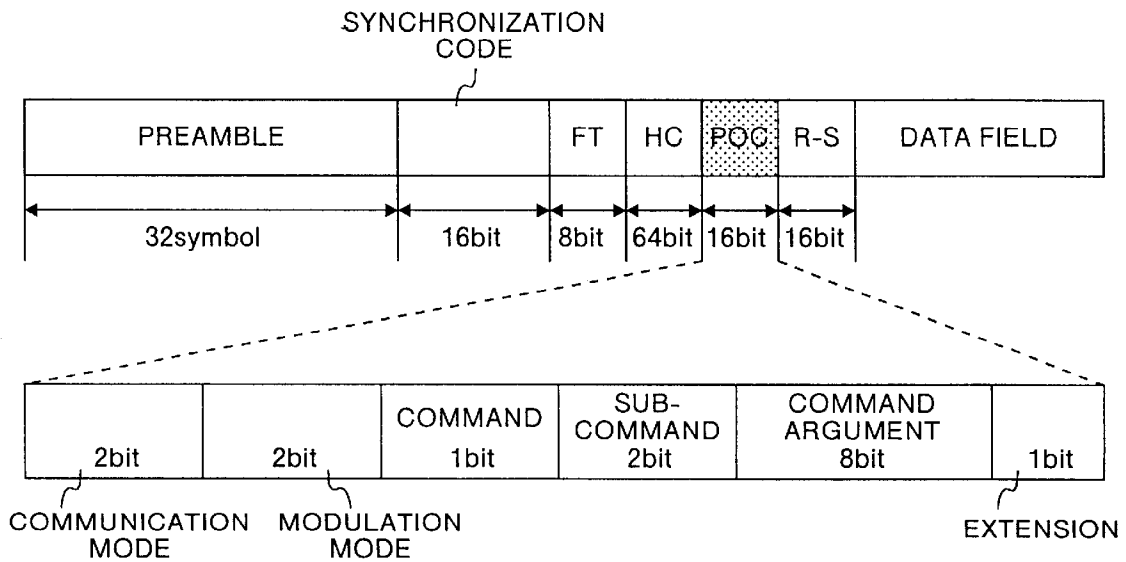 SYNCHRONIZATION
CODE
PREAMBLE
FT
HC
POC
R-S
DATA FIELD
32symbol
16bit
8bit
64bit
16bit
16bit
COMMAND
SUB-
COMMAND
COMMAND
ARGUMENT
2bit
2bit
1bit
2bit
8bit
1bit
COMMUNICATION
MODE
MODULATION
MODE
EXTENSION